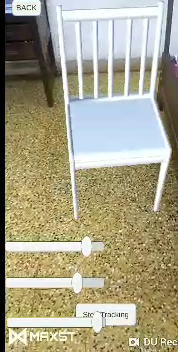 BACK
Stop Tracking
MAXST
DU Rec